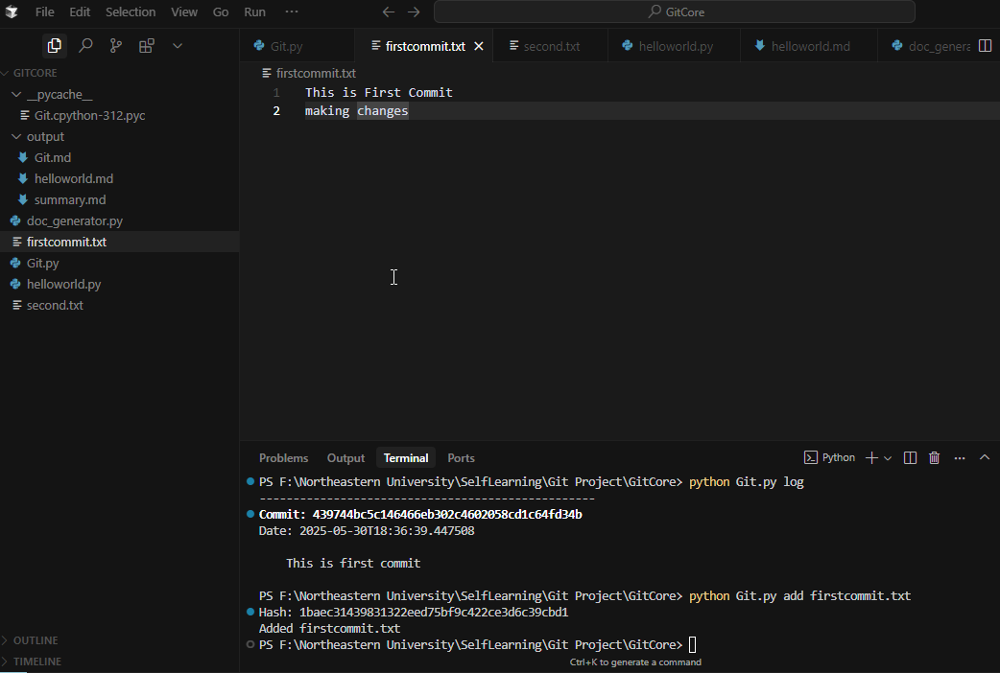 File Edit Selection View Go Run ··· GitCore
Git.py firstcommit.txt second.txt helloworld.py helloworld.md doc_genera
GITCORE
__pycache__
Git.cpython-312.pyc
output
Git.md
helloworld.md
summary.md
doc_generator.py
firstcommit.txt
Git.py
helloworld.py
second.txt
OUTLINE
TIMELINE
firstcommit.txt
1 This is First Commit
2 making changes
Problems Output Terminal Ports Python
PS F:\Northeastern University\SelfLearning\Git Project\GitCore> python Git.py log
--------------------------------------------------
Commit: 439744bc5c146466eb302c4602058cd1c64fd34b
Date: 2025-05-30T18:36:39.447508
This is first commit
PS F:\Northeastern University\SelfLearning\Git Project\GitCore> python Git.py add firstcommit.txt
Hash: 1baec31439831322eed75bf9c422ce3d6c39cbd1
Added firstcommit.txt
PS F:\Northeastern University\SelfLearning\Git Project\GitCore>
Ctrl+K to generate a command